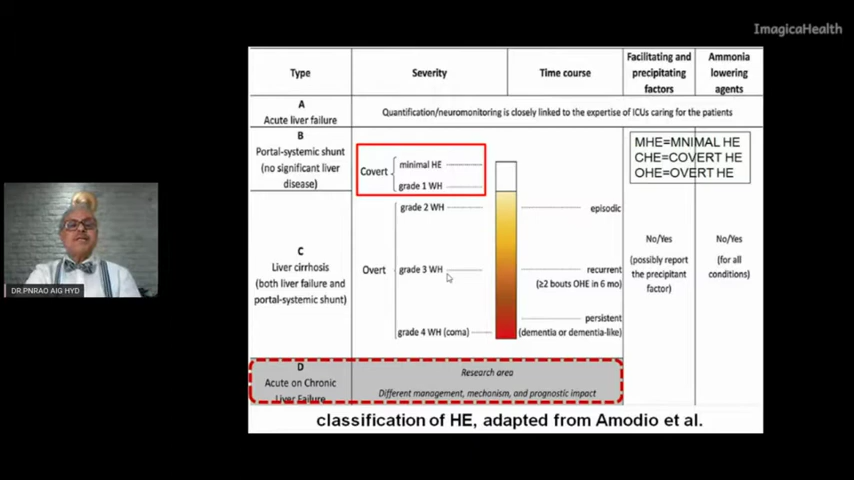 ImagicaHealth
Type
Severity
Time course
Facilitating and
precipitating
factors
Ammonia
lowering
agents
A
Acute liver failure
Quantification/neuromonitoring is closely linked to the expertise of ICUs caring for the patients
B
Portal-systemic shunt
(no significant liver
disease)
Covert
minimal HE
grade 1 WH
MHE=MNIMAL HE
CHE=COVERT HE
OHE=OVERT HE
grade 2 WH
episodic
C
Liver cirrhosis
(both liver failure and
portal-systemic shunt)
Overt
grade 3 WH
recurrent
(≥2 bouts OHE in 6 mo)
No/Yes
(possibly report
the precipitant
factor)
No/Yes
(for all
conditions)
persistent
grade 4 WH (coma)
(dementia or dementia-like)
D
Acute on Chronic
Liver Failure
Research area
Different management, mechanism, and prognostic impact
classification of HE, adapted from Amodio et al.
DR.PNRAO AIG HYD